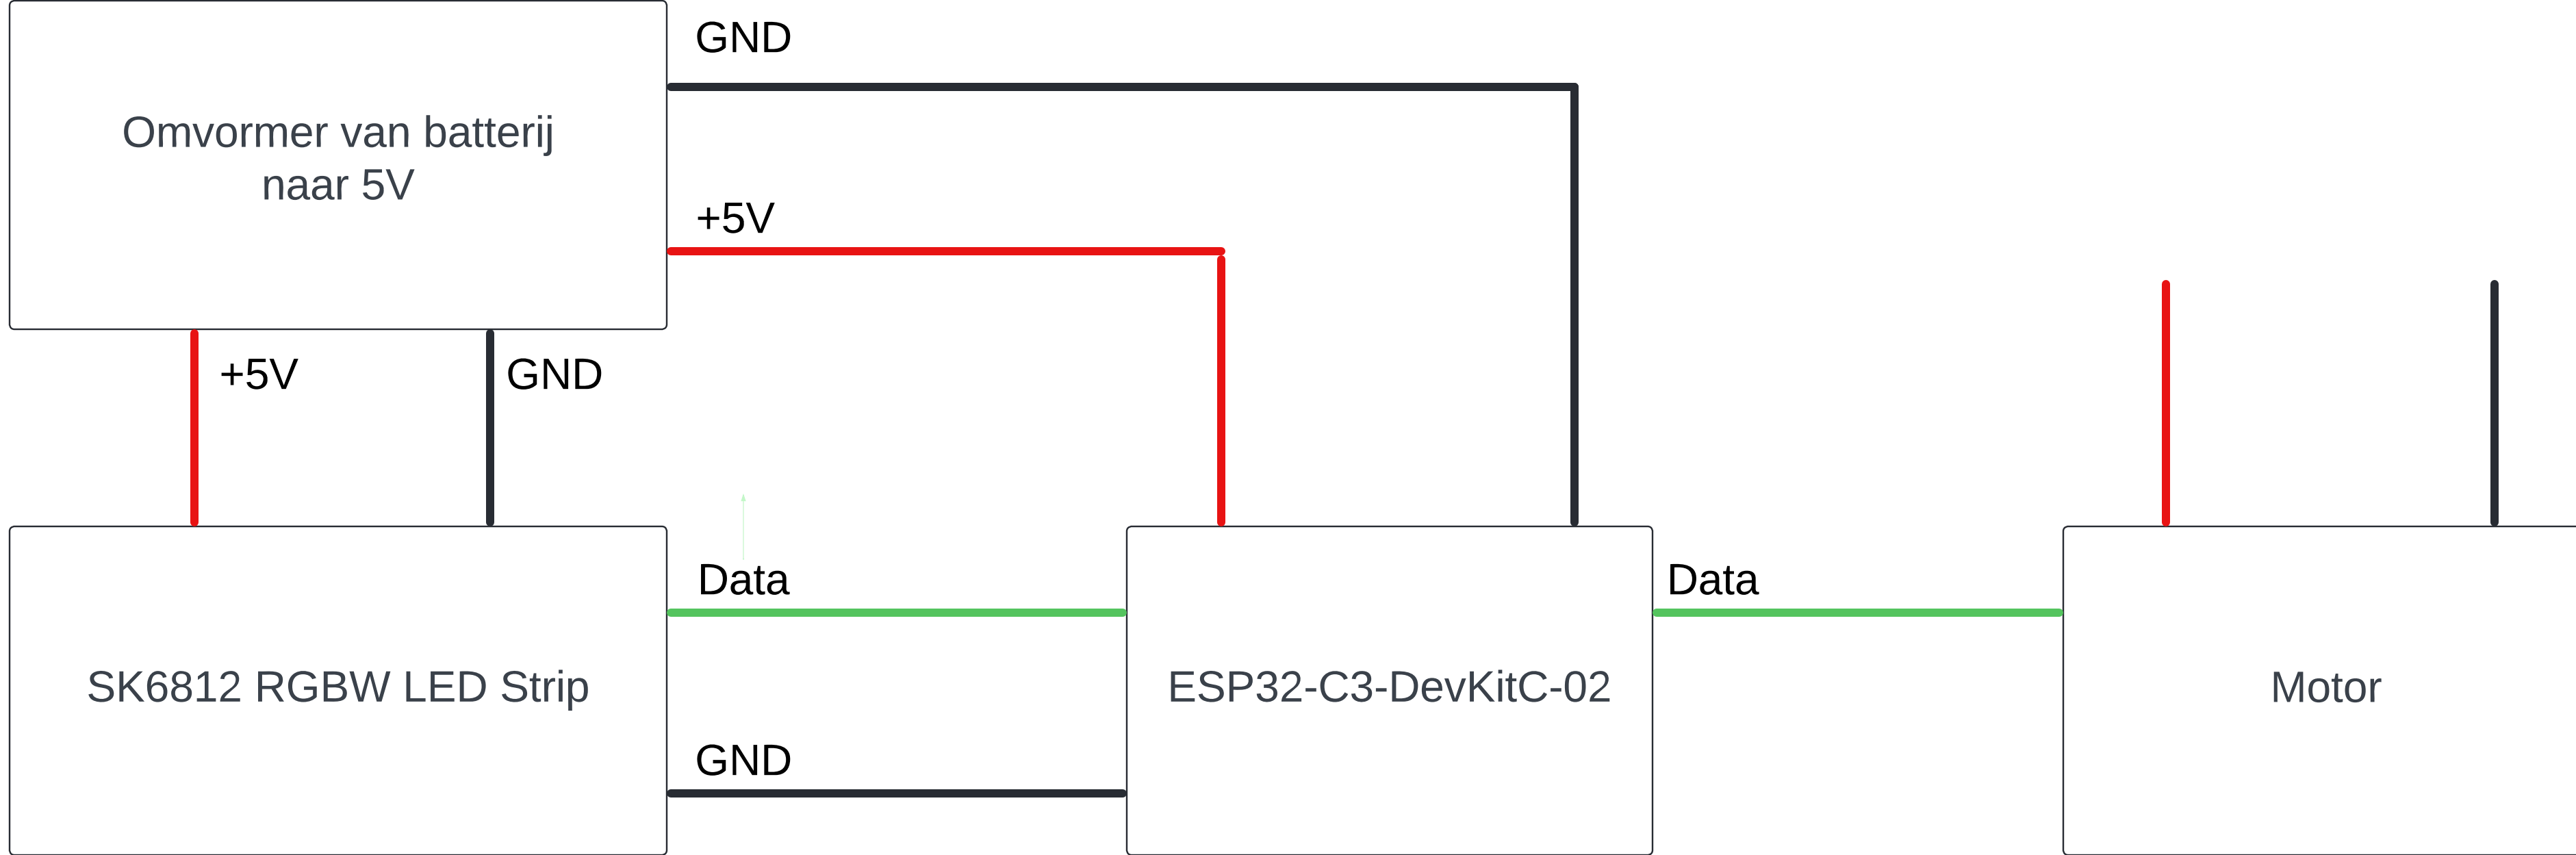 GND
Omvormer van batterij
naar 5V
+5V
+5V
GND
Data
Data
SK6812 RGBW LED Strip
ESP32-C3-DevKitC-02
Motor
GND